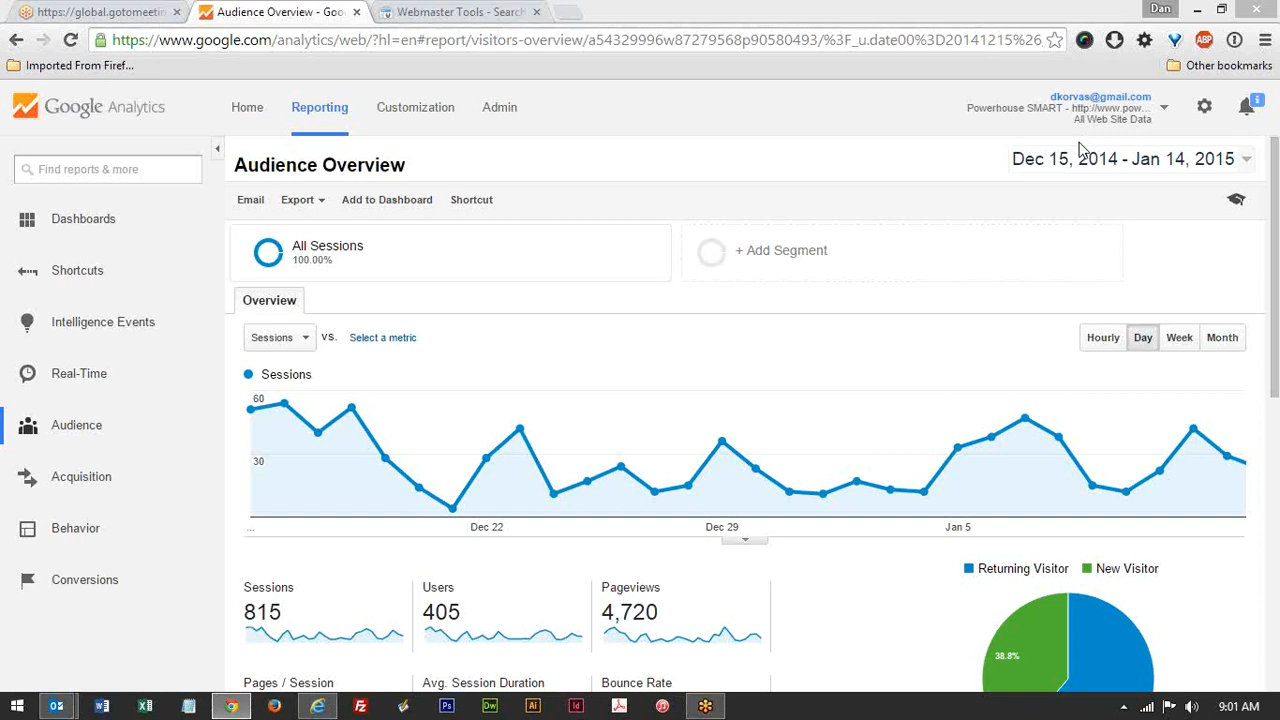 https://global.gotomeetin
Audience Overview - Goo
Webmaster Tools - Search
Dan
https://www.google.com/analytics/web/?hl=en#report/visitors-overview/a54329996w87279568p90580493/%3F_u.date00%3D20141215%26_
ABP
Imported From Firef...
Other bookmarks
Google Analytics
Home
Reporting
Customization
Admin
dkorvas@gmail.com
Powerhouse SMART - http://www.pow...
All Web Site Data
Find reports & more
Audience Overview
Dec 15, 2014 - Jan 14, 2015
Email
Export
Add to Dashboard
Shortcut
Dashboards
All Sessions
100.00%
+ Add Segment
Shortcuts
Overview
Intelligence Events
Sessions
VS.
Select a metric
Hourly
Day
Week
Month
Real-Time
Sessions
60
30
Audience
Acquisition
Behavior
...
Dec 22
Dec 29
Jan 5
Conversions
Returning Visitor
New Visitor
Sessions
815
Users
405
Pageviews
4,720
38.8%
Pages / Session
Avg. Session Duration
Bounce Rate
9:01 AM